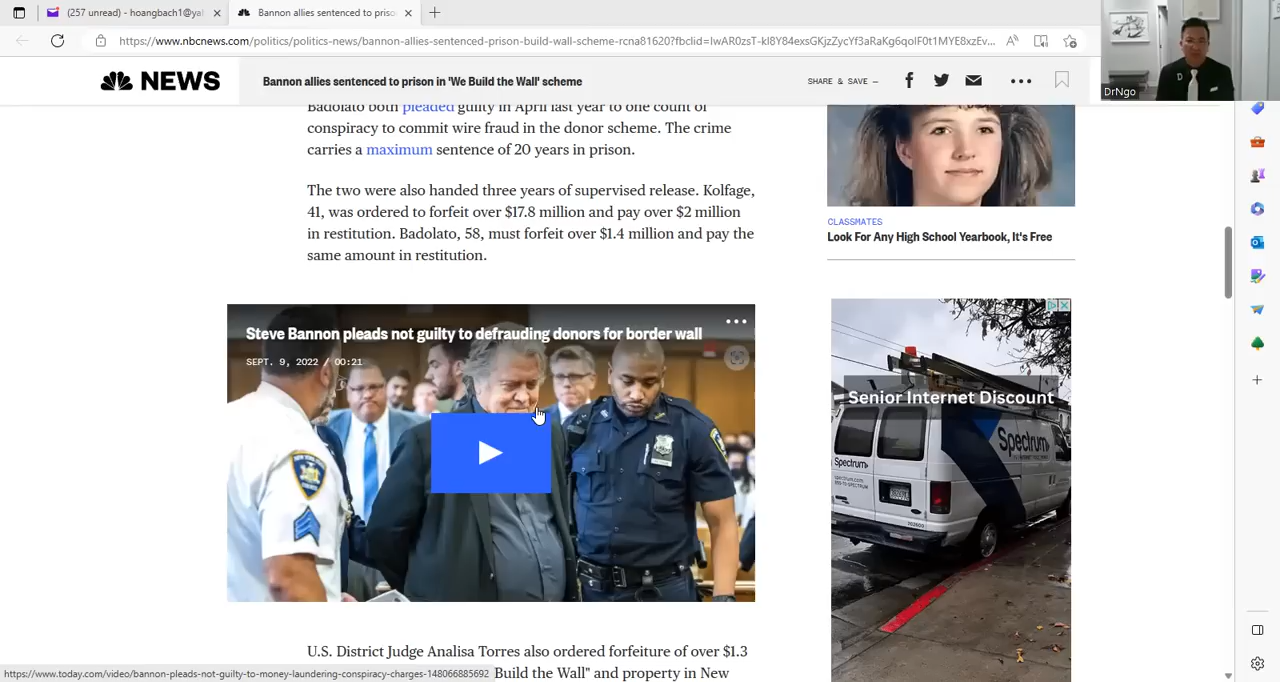 (257 unread) - hoangbach1@ya
Bannon allies sentenced to priso
https://www.nbcnews.com/politics/politics-news/bannon-allies-sentenced-prison-build-wall-scheme-rcna81620?fbclid=IwAR0zsT-kI8Y84exsGKjzZycYf3aRaKg6qolF0t1MYE8xzEv...
NEWS
Bannon allies sentenced to prison in 'We Build the Wall' scheme
SHARE & SAVE —
DrNgo
Badolato both pleaded guilty in April last year to one count of
conspiracy to commit wire fraud in the donor scheme. The crime
carries a maximum sentence of 20 years in prison.
The two were also handed three years of supervised release. Kolfage,
41, was ordered to forfeit over $17.8 million and pay over $2 million
in restitution. Badolato, 58, must forfeit over $1.4 million and pay the
same amount in restitution.
CLASSMATES
Look For Any High School Yearbook, It's Free
Steve Bannon pleads not guilty to defrauding donors for border wall
SEPT. 9, 2022 / 00:21
Senior Internet Discount
Spectrum
Spectrum
U.S. District Judge Analisa Torres also ordered forfeiture of over $1.3
Build the Wall" and property in New
https://www.today.com/video/bannon-pleads-not-guilty-to-money-laundering-conspiracy-charges-148066885692